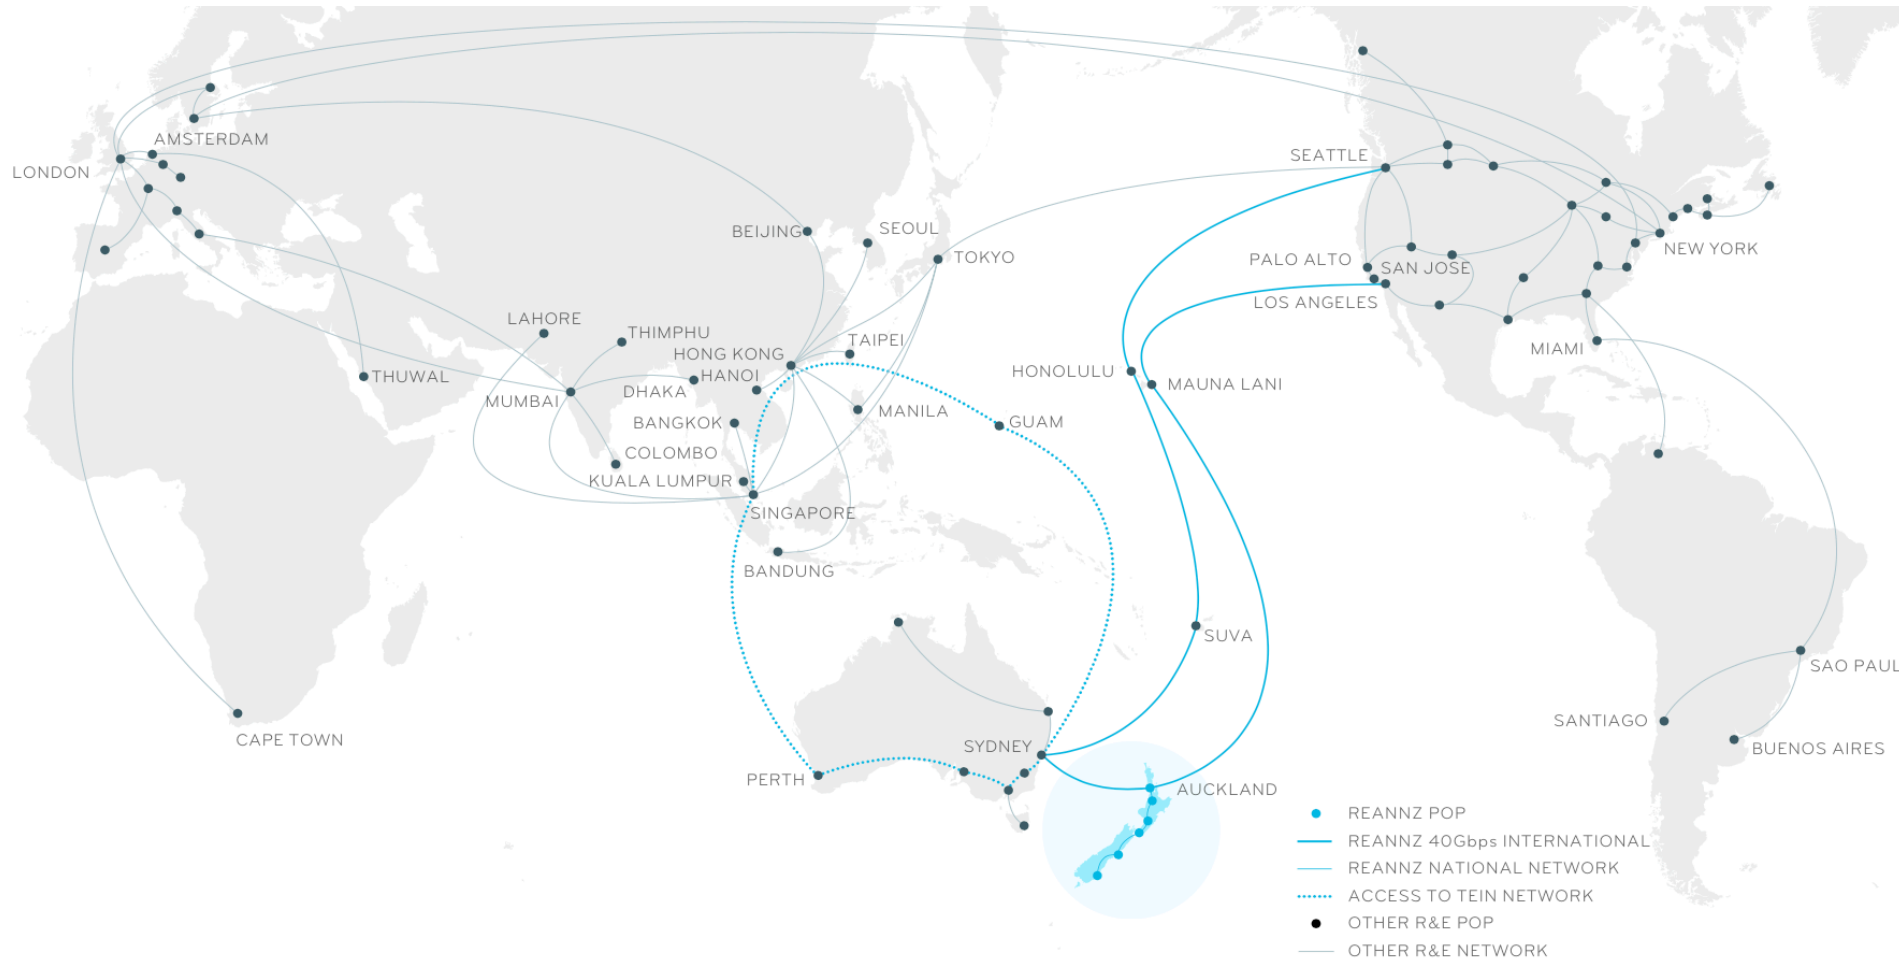 AMSTERDAM
LONDON
SEATTLE
BEIJING
SEOUL
TOKYO
NEW YORK
PALO ALTO
SAN JOSE
LOS ANGELES
LAHORE
THIMPHU
TAIPEI
HONG KONG
MIAMI
THUWAL
HANOI
HONOLULU
MAUNA LANI
DHAKA
MUMBAI
MANILA
BANGKOK
GUAM
COLOMBO
KUALA LUMPUR
SINGAPORE
BANDUNG
SUVA
SAO PAUL
SANTIAGO
CAPE TOWN
SYDNEY
BUENOS AIRES
PERTH
AUCKLAND
REANNZ POP
REANNZ 40Gbps INTERNATIONAL
REANNZ NATIONAL NETWORK
ACCESS TO TEIN NETWORK
OTHER R&E POP
OTHER R&E NETWORK